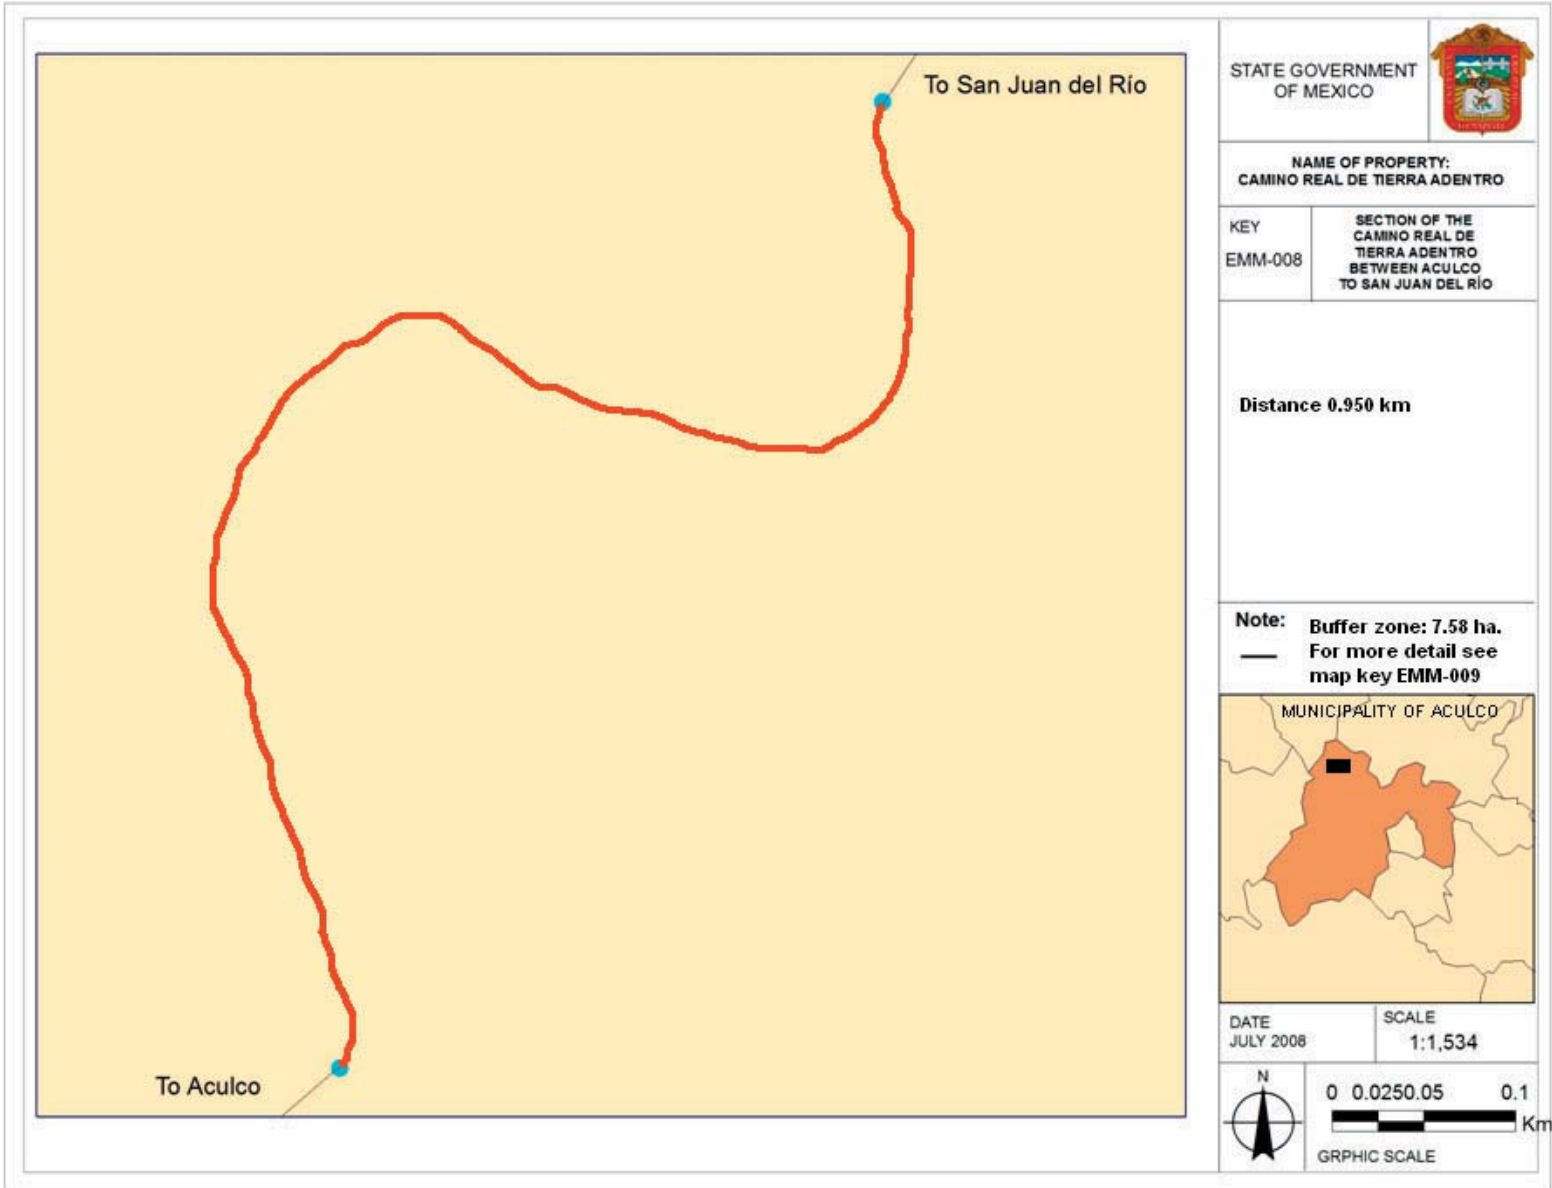 To San Juan del Río
To Aculco
STATE GOVERNMENT
OF MEXICO
NAME OF PROPERTY:
CAMINO REAL DE TIERRA ADENTRO
KEY
EMM-008
SECTION OF THE
CAMINO REAL DE
TIERRA ADENTRO
BETWEEN ACULCO
TO SAN JUAN DEL RÍO
Distance 0.950 km
Note:
Buffer zone: 7.58 ha.
For more detail see
map key EMM-009
MUNICIPALITY OF ACULCO
DATE
JULY 2008
SCALE
1:1,534
N
0 0.0250.05 0.1
Km
GRPHIC SCALE